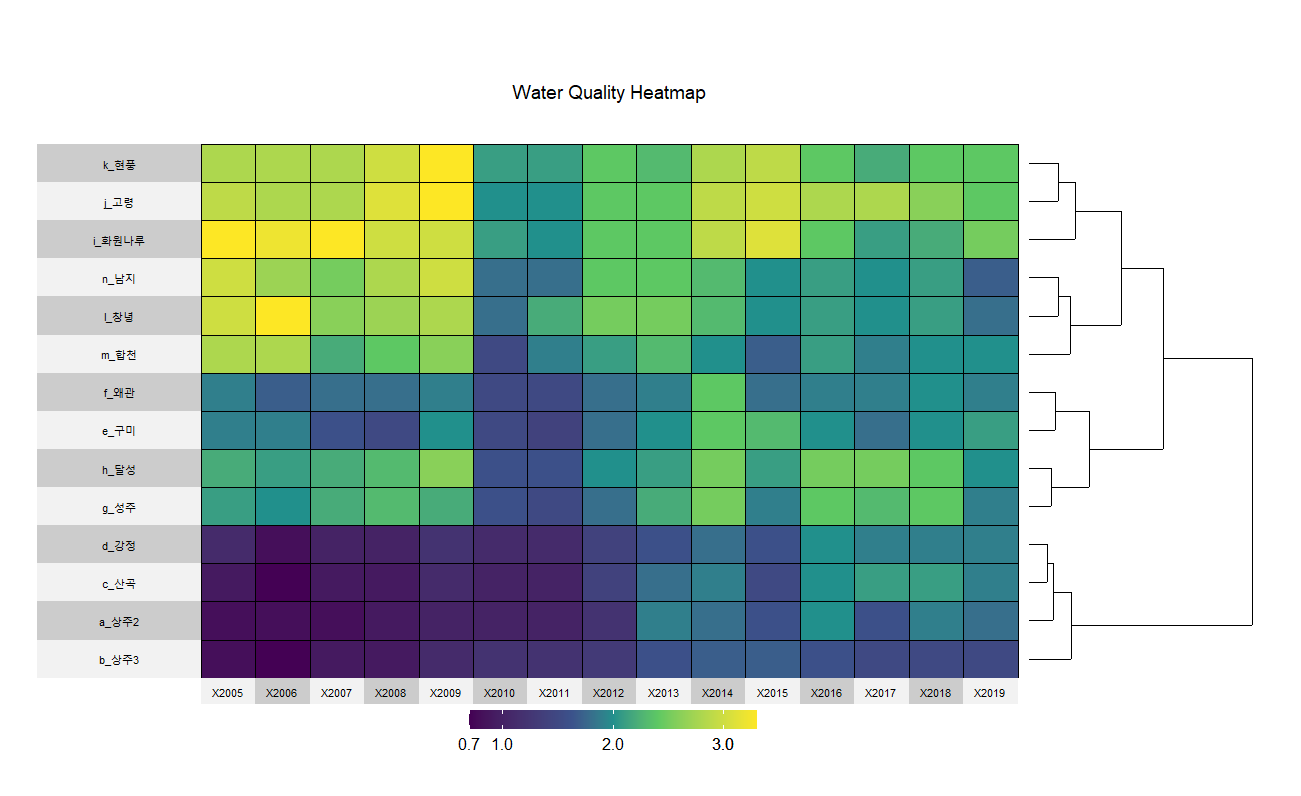 Water Quality Heatmap
k_현풍
j_고령
i_화원나루
n_남지
l_창녕
m_합천
f_왜관
e_구미
h_달성
g_성주
d_강정
c_산곡
a_상주2
b_상주3
X2005 X2006 X2007 X2008 X2009 X2010 X2011 X2012 X2013 X2014 X2015 X2016 X2017 X2018 X2019
0.7 1.0 2.0 3.0